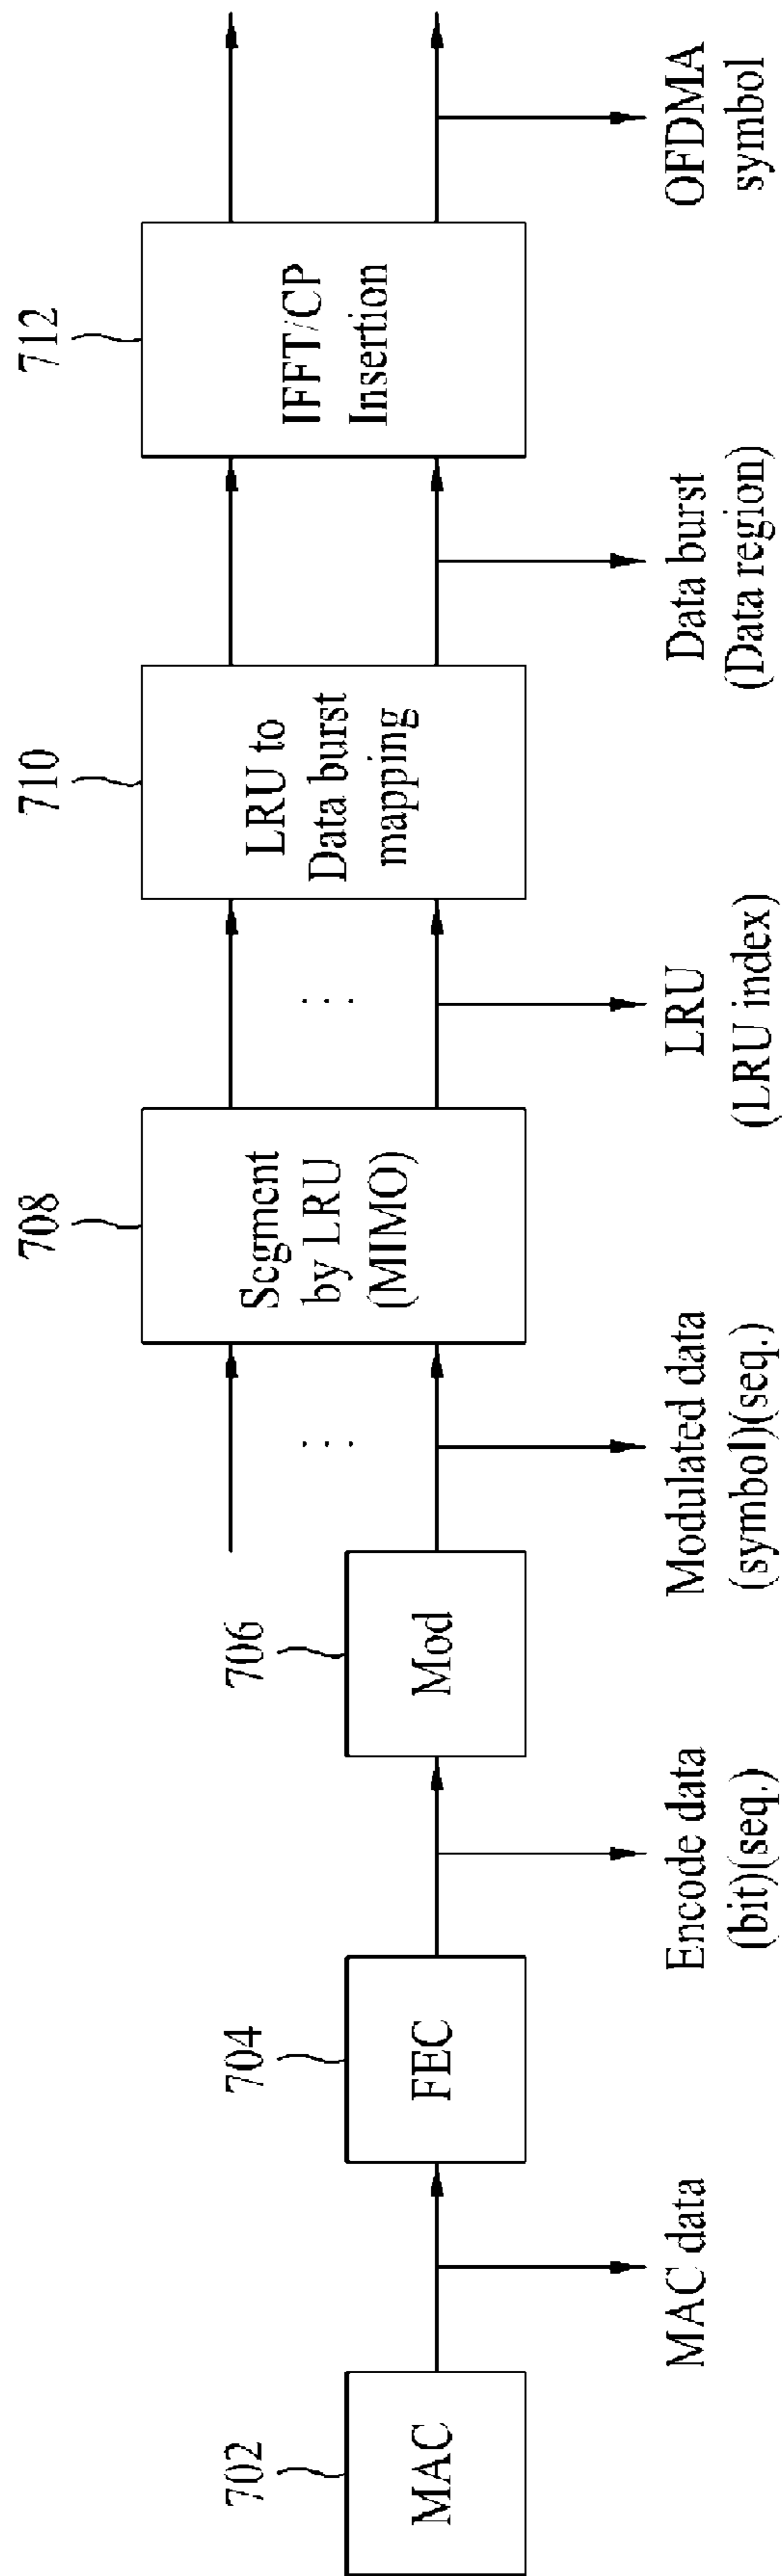 702
MAC
MAC data
704
FEC
Encode data
(bit)(seq.)
706
Mod
Modulated data
(symbol)(seq.)
708
Segment
by LRU
(MIMO)
. . .
. . .
LRU
(LRU index)
710
LRU to
Data burst
mapping
Data burst
(Data region)
712
IFFT/CP
Insertion
OFDMA
symbol